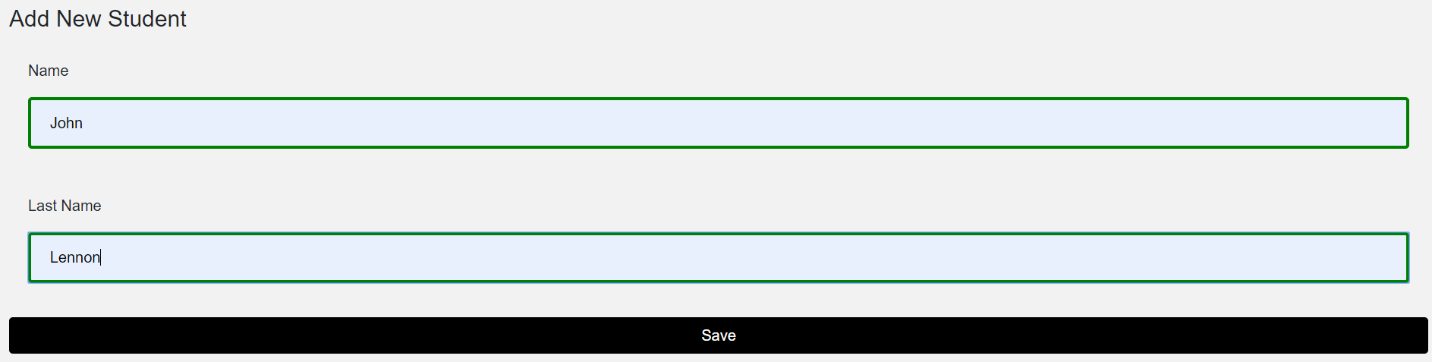 Add New Student
Name
John
Last Name
Lennon
Save